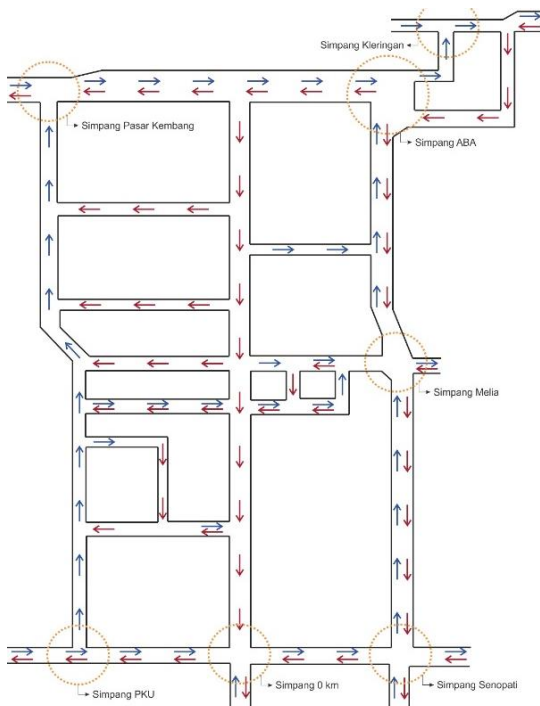 Simpang Kleringan
Simpang Pasar Kembang
Simpang ABA
Simpang Melia
Simpang PKU
Simpang 0 km
Simpang Senopati